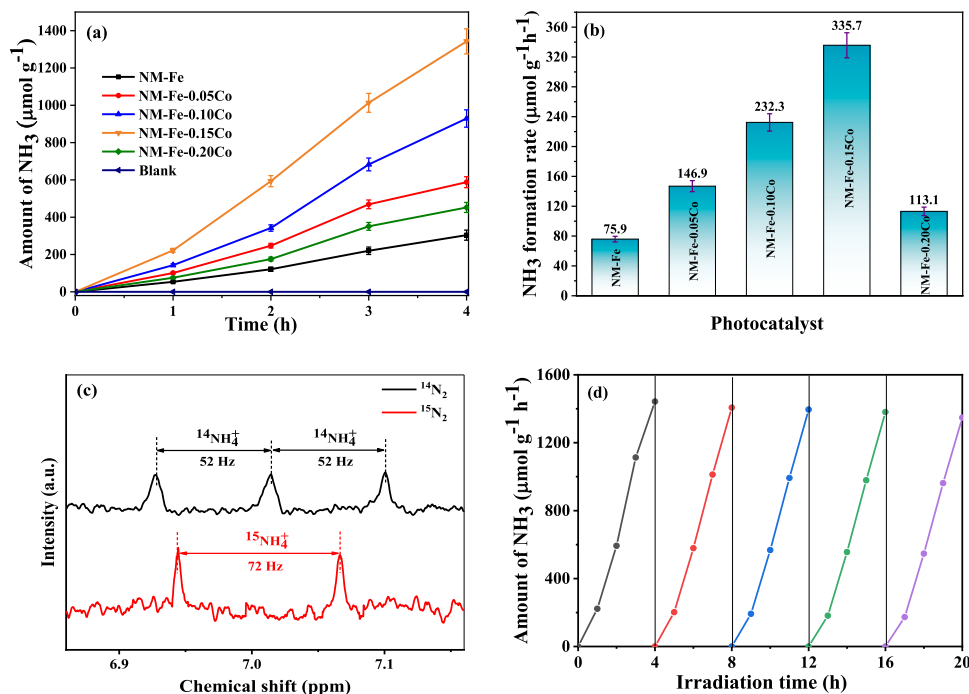 (a)
Amount of NH3 (μmol g⁻¹)
1400
1200
1000
800
600
400
200
0
NM-Fe
NM-Fe-0.05Co
NM-Fe-0.10Co
NM-Fe-0.15Co
NM-Fe-0.20Co
Blank
0 1 2 3 4
Time (h)
(b)
NH3 formation rate (μmol g⁻¹h⁻¹)
360
320
280
240
200
160
120
80
40
0
75.9
146.9
232.3
335.7
113.1
NM-Fe
NM-Fe-0.05Co
NM-Fe-0.10Co
NM-Fe-0.15Co
NM-Fe-0.20Co
Photocatalyst
(c)
Intensity (a.u.)
¹⁴N₂
¹⁵N₂
¹⁴NH₄⁺ ¹⁴NH₄⁺
52 Hz 52 Hz
¹⁵NH₄⁺
72 Hz
6.9 7.0 7.1
Chemical shift (ppm)
(d)
Amount of NH3 (μmol g⁻¹ h⁻¹)
1600
1200
800
400
0
0 4 8 12 16 20
Irradiation time (h)